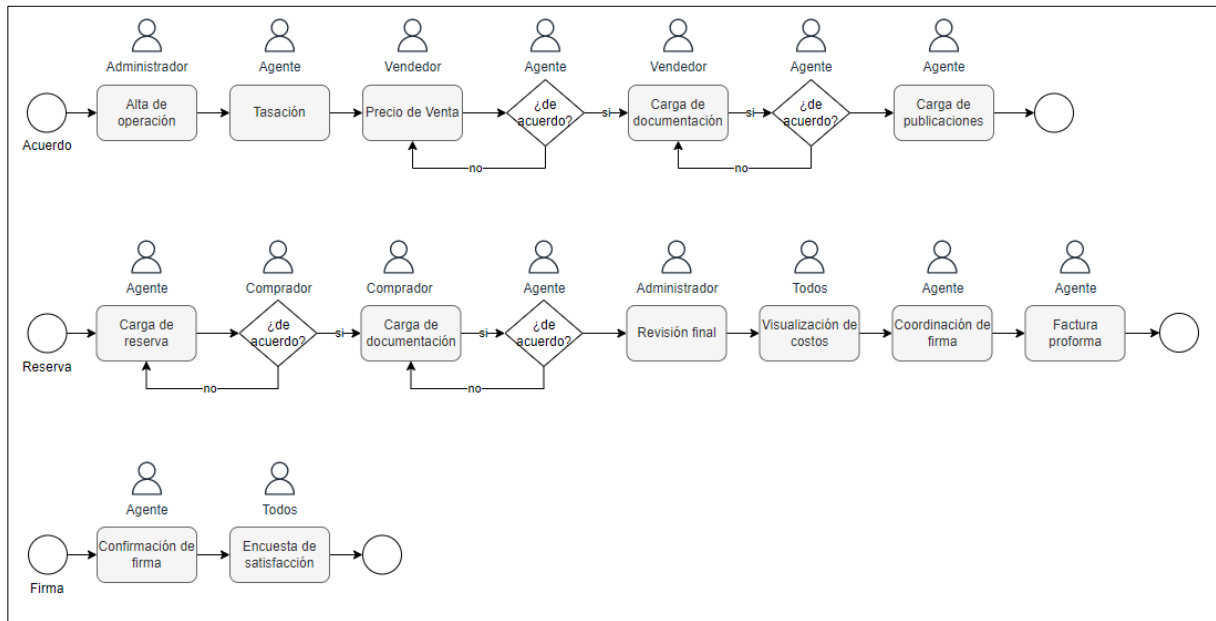 Administrador
Agente
Vendedor
Agente
Vendedor
Agente
Agente
Alta de
operación
Tasación
Precio de Venta
¿de
acuerdo?
si
Carga de
documentación
si
¿de
acuerdo?
Carga de
publicaciones
Acuerdo
no
no
Agente
Comprador
Comprador
Agente
Administrador
Todos
Agente
Agente
Carga de
reserva
¿de
acuerdo?
si
Carga de
documentación
si
¿de
acuerdo?
Revisión final
Visualización de
costos
Coordinación de
firma
Factura
proforma
Reserva
no
no
Agente
Todos
Confirmación de
firma
Encuesta de
satisfacción
Firma